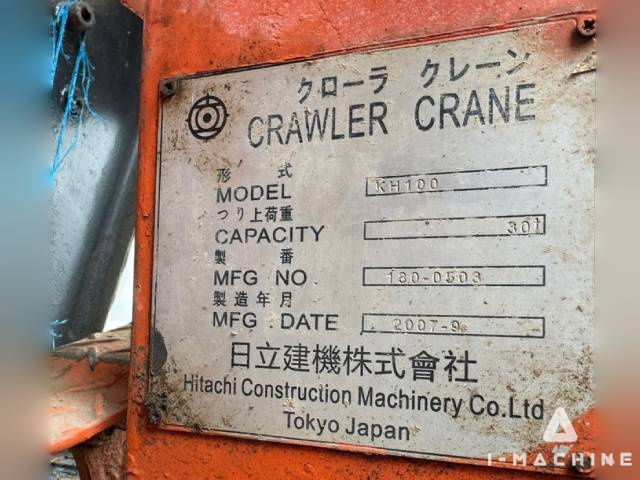 クローラ クレーン
CRAWLER CRANE
形 式
MODEL KH100
つり上荷重
CAPACITY 30T
製 番
MFG NO 180-0503
製造年月
MFG . DATE 2007-9
日立建機株式會社
Hitachi Construction Machinery Co.Ltd
Tokyo Japan
I-MACHINE